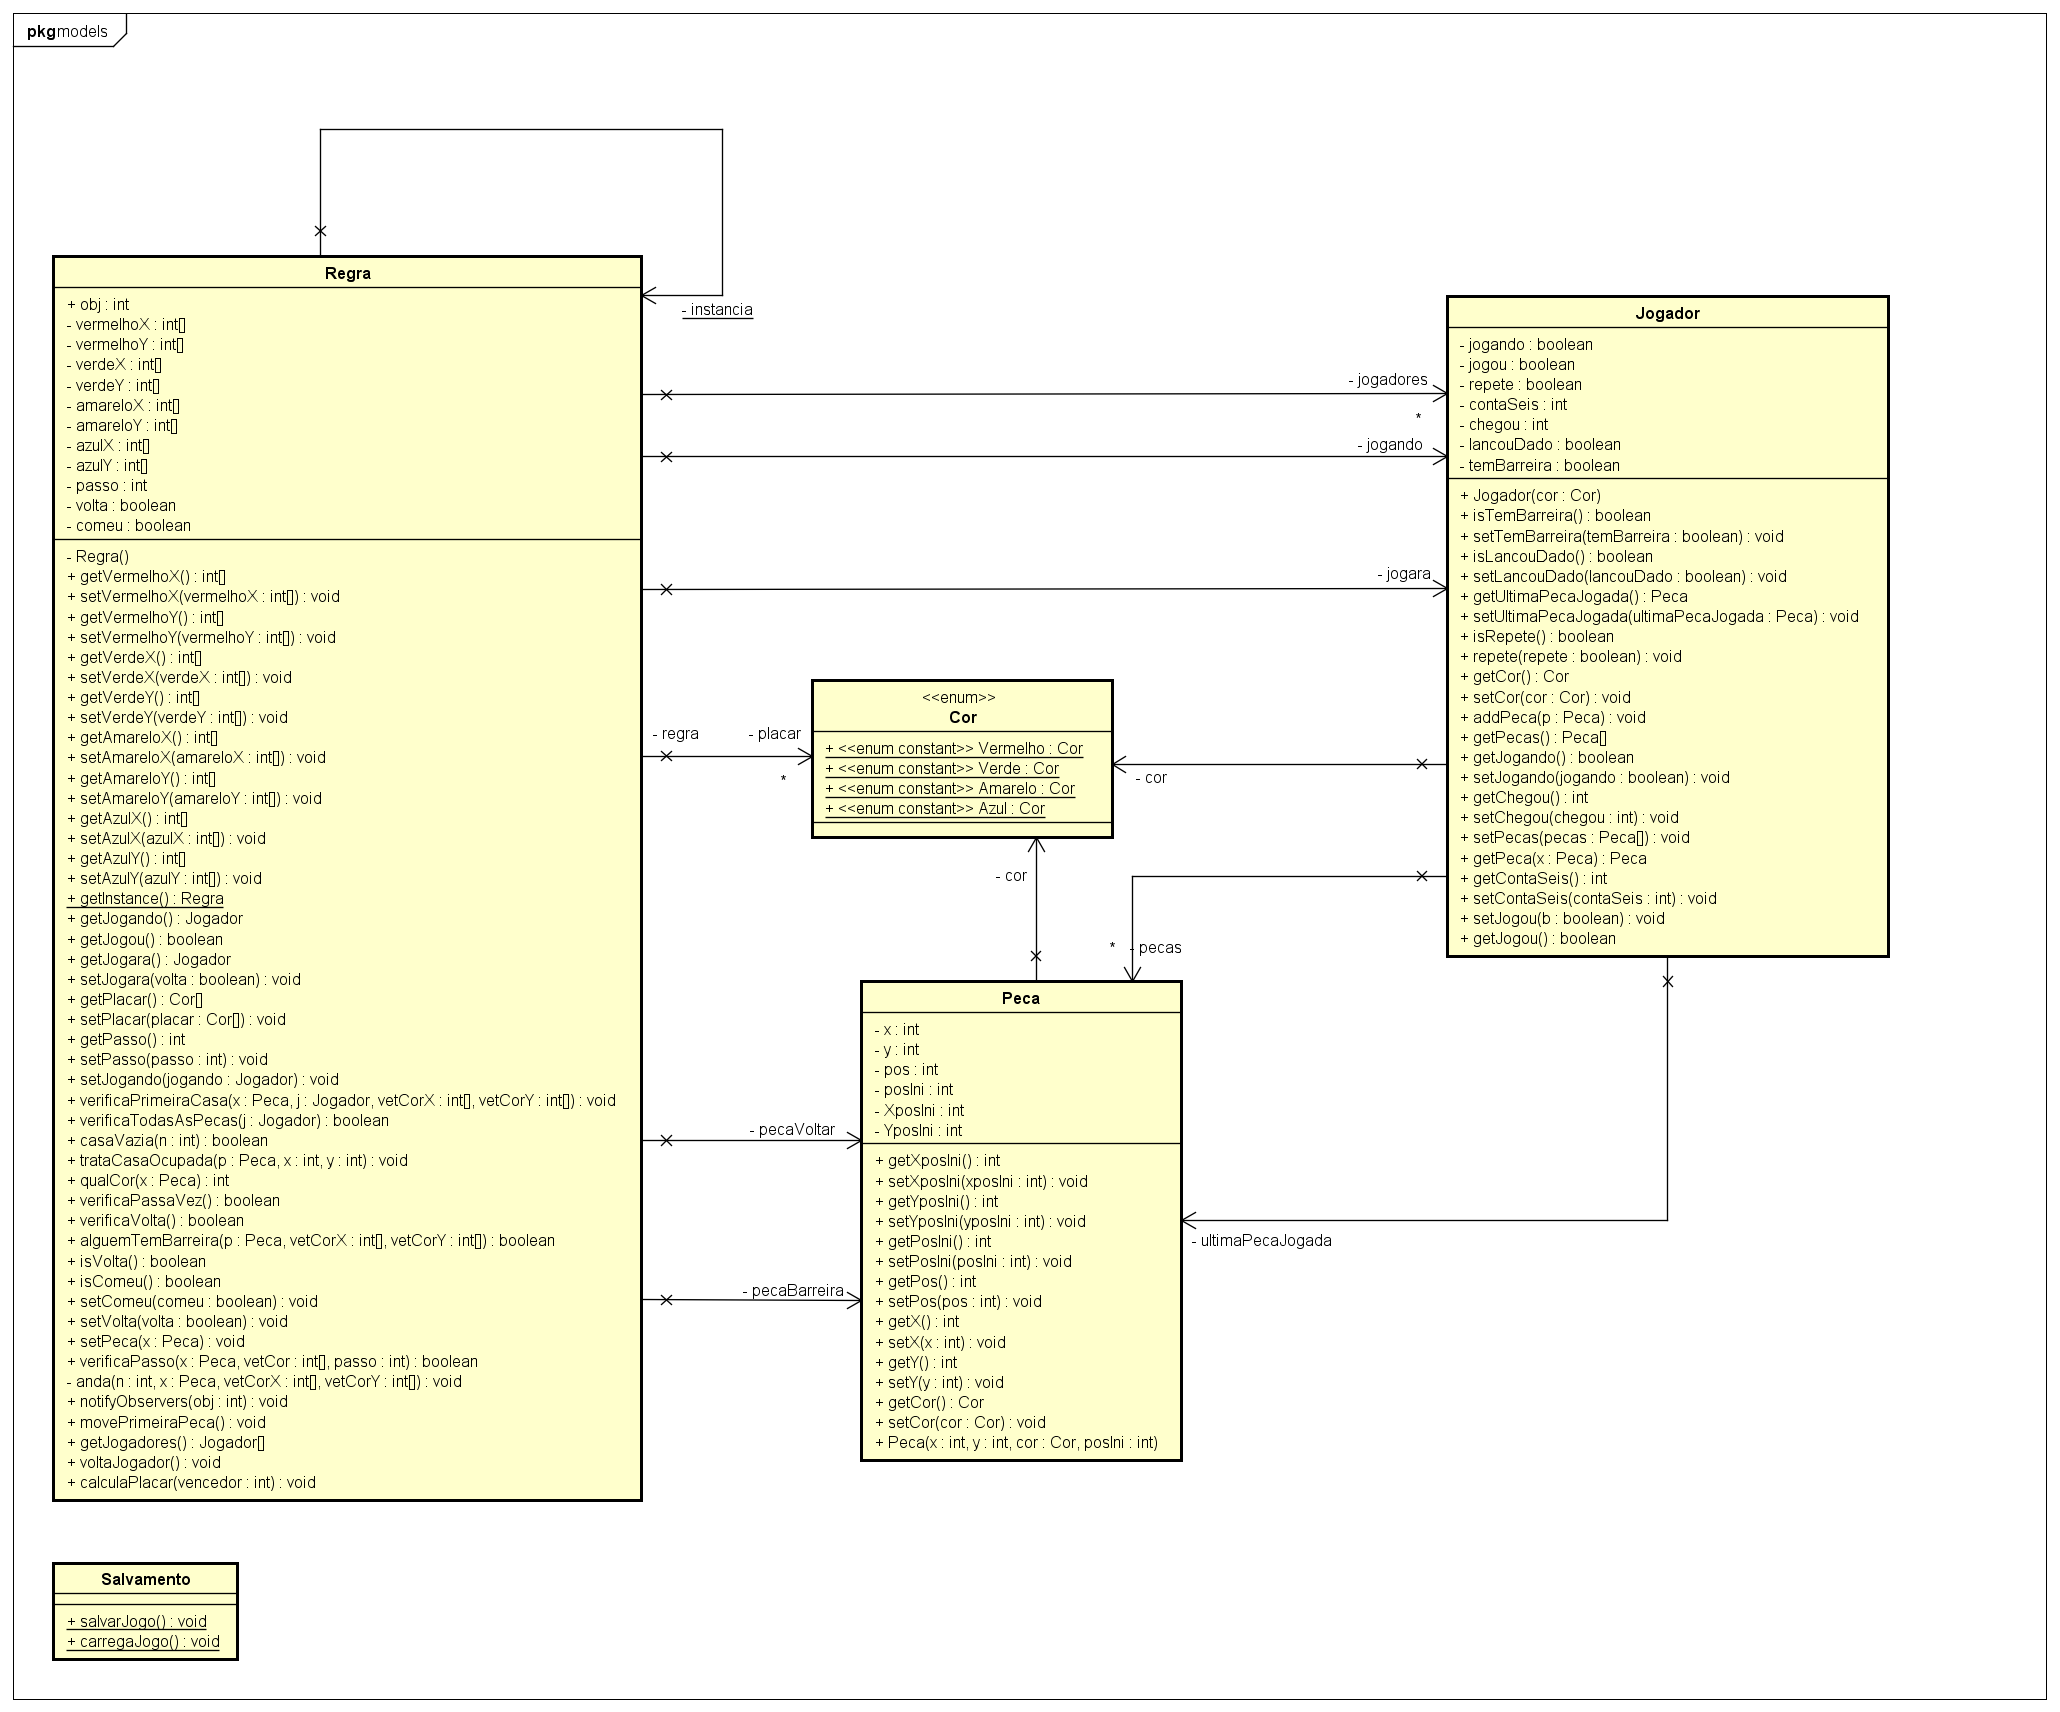 pkg models
Regra
+ obj : int
- vermelhoX : int[]
- vermelhoY : int[]
- verdeX : int[]
- verdeY : int[]
- amareloX : int[]
- amareloY : int[]
- azulX : int[]
- azulY : int[]
- passo : int
- volta : boolean
- comeu : boolean
- Regra()
+ getVermelhoX() : int[]
+ setVermelhoX(vermelhoX : int[]) : void
+ getVermelhoY() : int[]
+ setVermelhoY(vermelhoY : int[]) : void
+ getVerdeX() : int[]
+ setVerdeX(verdeX : int[]) : void
+ getVerdeY() : int[]
+ setVerdeY(verdeY : int[]) : void
+ getAmareloX() : int[]
+ setAmareloX(amareloX : int[]) : void
+ getAmareloY() : int[]
+ setAmareloY(amareloY : int[]) : void
+ getAzulX() : int[]
+ setAzulX(azulX : int[]) : void
+ getAzulY() : int[]
+ setAzulY(azulY : int[]) : void
+ getInstance() : Regra
+ getJogando() : Jogador
+ getJogou() : boolean
+ getJogara() : Jogador
+ setJogara(volta : boolean) : void
+ getPlacar() : Cor[]
+ setPlacar(placar : Cor[]) : void
+ getPasso() : int
+ setPasso(passo : int) : void
+ setJogando(jogando : Jogador) : void
+ verificaPrimeiraCasa(x : Peca, j : Jogador, vetCorX : int[], vetCorY : int[]) : void
+ verificaTodasAsPecas(j : Jogador) : boolean
+ casaVazia(n : int) : boolean
+ trataCasaOcupada(p : Peca, x : int, y : int) : void
+ qualCor(x : Peca) : int
+ verificaPassaVez() : boolean
+ verificaVolta() : boolean
+ alguemTemBarreira(p : Peca, vetCorX : int[], vetCorY : int[]) : boolean
+ isVolta() : boolean
+ isComeu() : boolean
+ setComeu(comeu : boolean) : void
+ setVolta(volta : boolean) : void
+ setPeca(x : Peca) : void
+ verificaPasso(x : Peca, vetCor : int[], passo : int) : boolean
- anda(n : int, x : Peca, vetCorX : int[], vetCorY : int[]) : void
+ notifyObservers(obj : int) : void
+ movePrimeiraPeca() : void
+ getJogadores() : Jogador[]
+ voltaJogador() : void
+ calculaPlacar(vencedor : int) : void
- instancia
- jogadores
*
- jogando
- jogara
- regra
- placar
*
- pecaVoltar
- pecaBarreira
<<enum>>
Cor
+ <<enum constant>> Vermelho : Cor
+ <<enum constant>> Verde : Cor
+ <<enum constant>> Amarelo : Cor
+ <<enum constant>> Azul : Cor
- cor
- cor
* - pecas
- ultimaPecaJogada
Jogador
- jogando : boolean
- jogou : boolean
- repete : boolean
- contaSeis : int
- chegou : int
- lancouDado : boolean
- temBarreira : boolean
+ Jogador(cor : Cor)
+ isTemBarreira() : boolean
+ setTemBarreira(temBarreira : boolean) : void
+ isLancouDado() : boolean
+ setLancouDado(lancouDado : boolean) : void
+ getUltimaPecaJogada() : Peca
+ setUltimaPecaJogada(ultimaPecaJogada : Peca) : void
+ isRepete() : boolean
+ repete(repete : boolean) : void
+ getCor() : Cor
+ setCor(cor : Cor) : void
+ addPeca(p : Peca) : void
+ getPecas() : Peca[]
+ getJogando() : boolean
+ setJogando(jogando : boolean) : void
+ getChegou() : int
+ setChegou(chegou : int) : void
+ setPecas(pecas : Peca[]) : void
+ getPeca(x : Peca) : Peca
+ getContaSeis() : int
+ setContaSeis(contaSeis : int) : void
+ setJogou(b : boolean) : void
+ getJogou() : boolean
Peca
- x : int
- y : int
- pos : int
- posIni : int
- XposIni : int
- YposIni : int
+ getXposIni() : int
+ setXposIni(xposIni : int) : void
+ getYposIni() : int
+ setYposIni(yposIni : int) : void
+ getPosIni() : int
+ setPosIni(posIni : int) : void
+ getPos() : int
+ setPos(pos : int) : void
+ getX() : int
+ setX(x : int) : void
+ getY() : int
+ setY(y : int) : void
+ getCor() : Cor
+ setCor(cor : Cor) : void
+ Peca(x : int, y : int, cor : Cor, posIni : int)
Salvamento
+ salvarJogo() : void
+ carregaJogo() : void